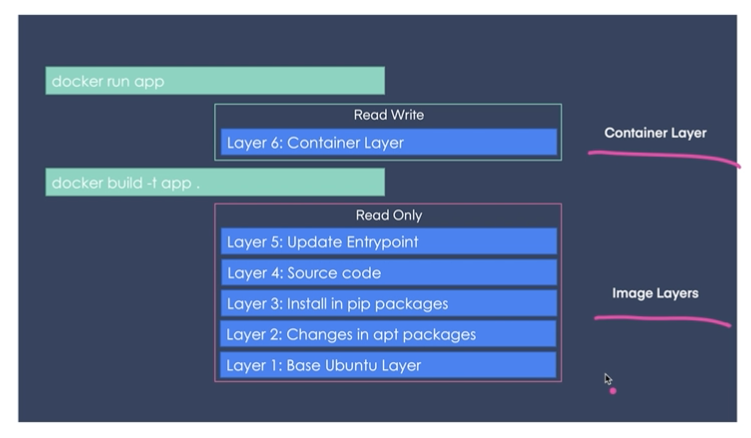 docker run app
Read Write
Layer 6: Container Layer
Container Layer
docker build -t app .
Read Only
Layer 5: Update Entrypoint
Layer 4: Source code
Layer 3: Install in pip packages
Image Layers
Layer 2: Changes in apt packages
Layer 1: Base Ubuntu Layer